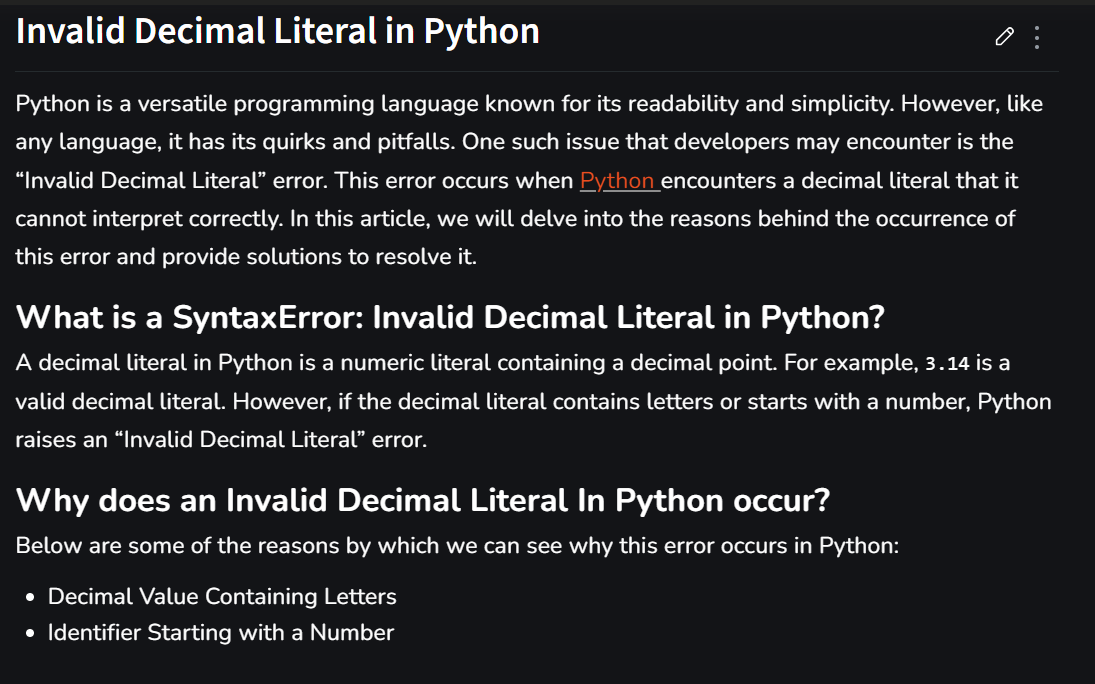 Invalid Decimal Literal in Python
Python is a versatile programming language known for its readability and simplicity. However, like
any language, it has its quirks and pitfalls. One such issue that developers may encounter is the
“Invalid Decimal Literal” error. This error occurs when Python encounters a decimal literal that it
cannot interpret correctly. In this article, we will delve into the reasons behind the occurrence of
this error and provide solutions to resolve it.
What is a SyntaxError: Invalid Decimal Literal in Python?
A decimal literal in Python is a numeric literal containing a decimal point. For example, 3.14 is a
valid decimal literal. However, if the decimal literal contains letters or starts with a number, Python
raises an “Invalid Decimal Literal” error.
Why does an Invalid Decimal Literal In Python occur?
Below are some of the reasons by which we can see why this error occurs in Python:
• Decimal Value Containing Letters
• Identifier Starting with a Number